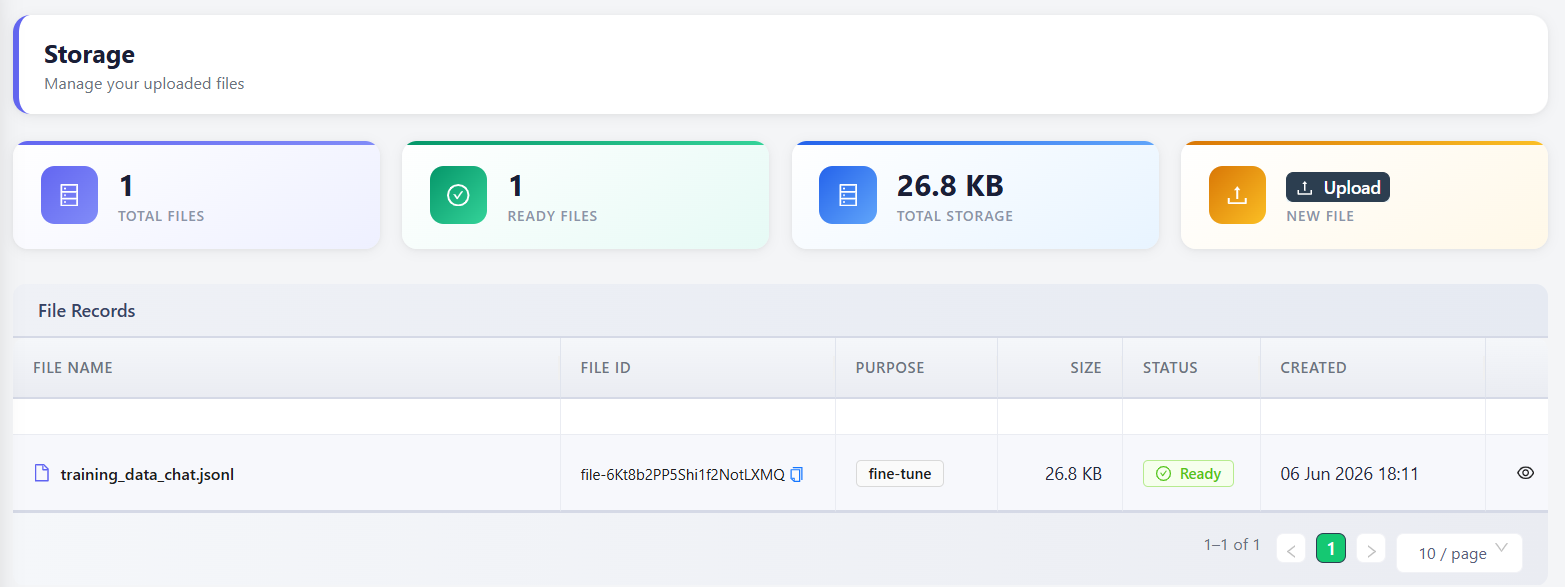 Storage
Manage your uploaded files
1
TOTAL FILES
1
READY FILES
26.8 KB
TOTAL STORAGE
Upload
NEW FILE
File Records
FILE NAME FILE ID PURPOSE SIZE STATUS CREATED
training_data_chat.jsonl file-6Kt8b2PP5Shi1f2NotLXMQ fine-tune 26.8 KB Ready 06 Jun 2026 18:11
1–1 of 1 < 1 > 10 / page